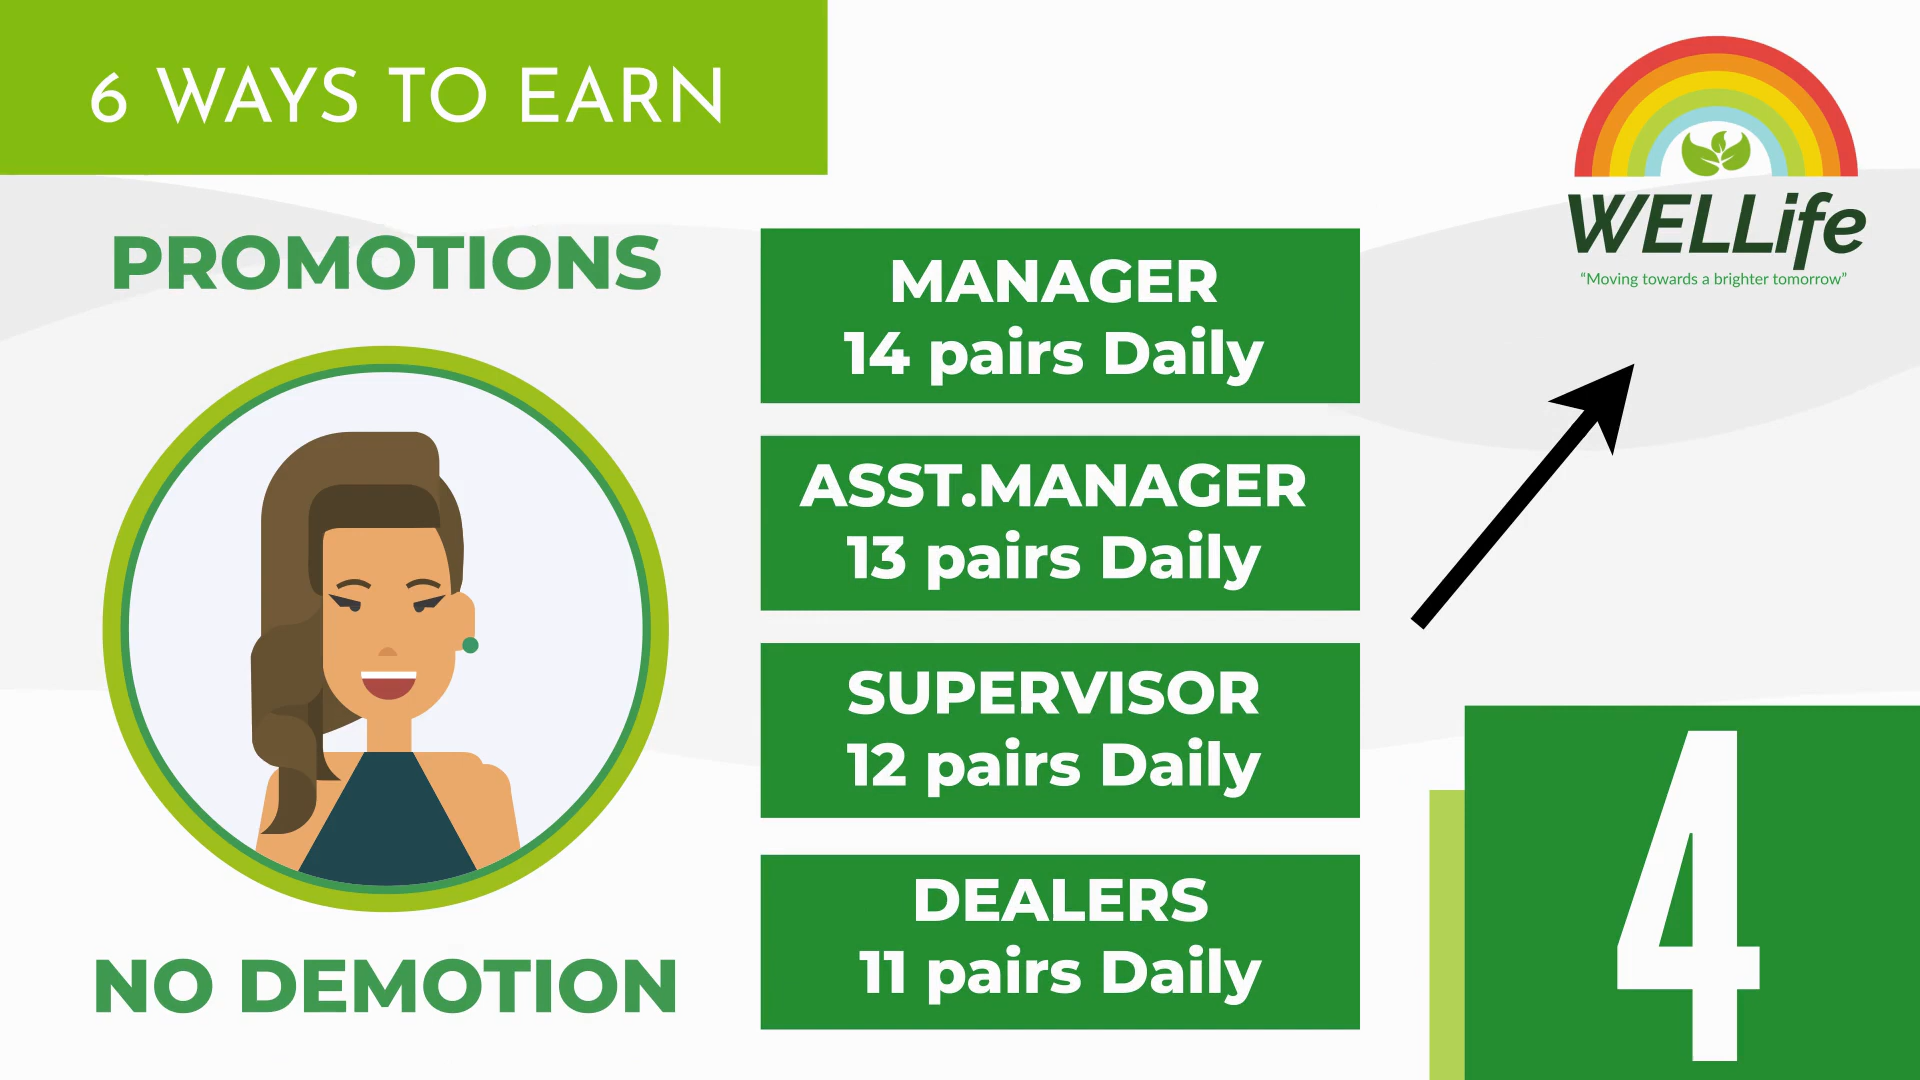 6 WAYS TO EARN
WELLife
“Moving towards a brighter tomorrow”
PROMOTIONS
NO DEMOTION
MANAGER
14 pairs Daily
ASST.MANAGER
13 pairs Daily
SUPERVISOR
12 pairs Daily
DEALERS
11 pairs Daily
4